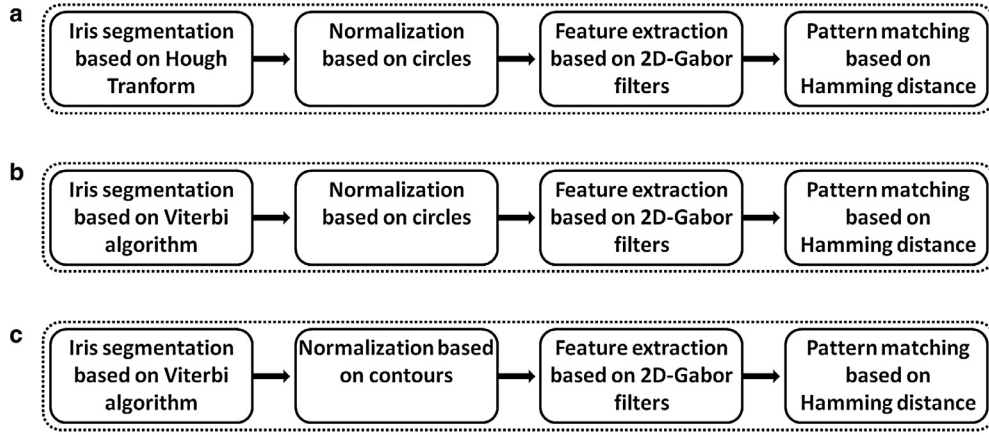 a
Iris segmentation
based on Hough
Tranform
Normalization
based on circles
Feature extraction
based on 2D-Gabor
filters
Pattern matching
based on
Hamming distance
b
Iris segmentation
based on Viterbi
algorithm
Normalization
based on circles
Feature extraction
based on 2D-Gabor
filters
Pattern matching
based on
Hamming distance
c
Iris segmentation
based on Viterbi
algorithm
Normalization based
on contours
Feature extraction
based on 2D-Gabor
filters
Pattern matching
based on
Hamming distance